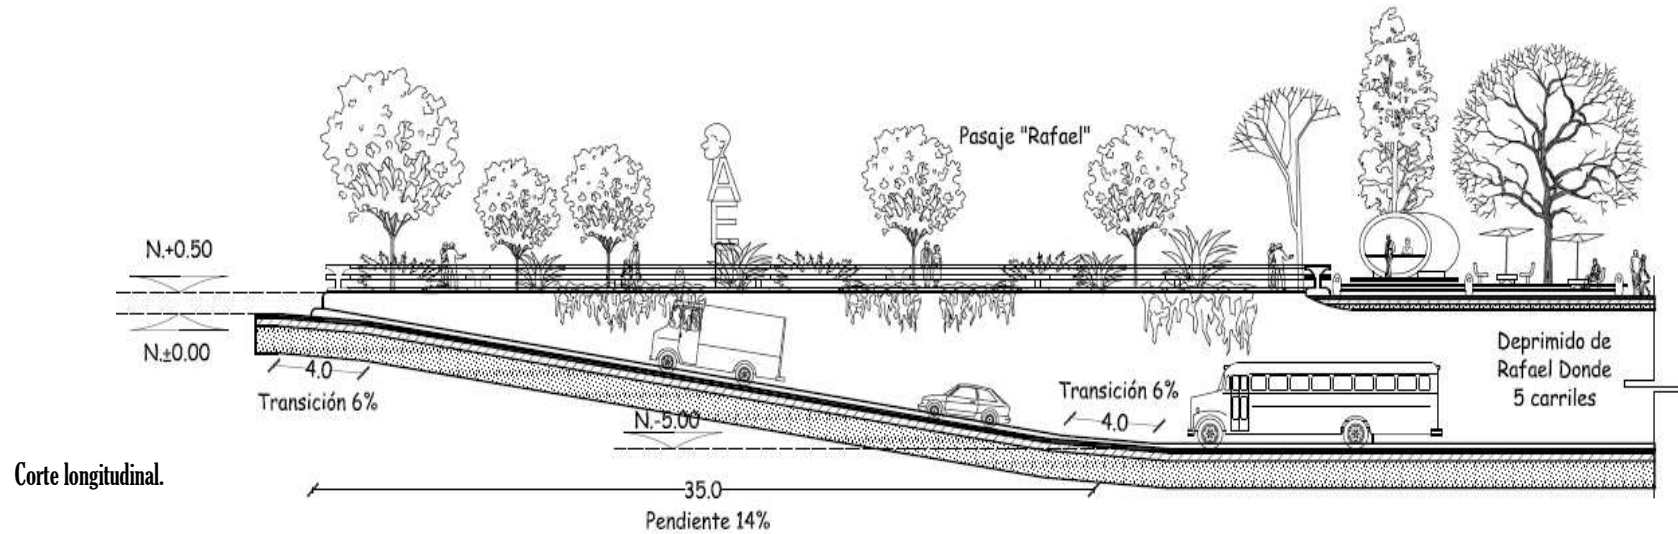 Pasaje "Rafael"
A
E
N.+0.50
N.±0.00
4.0
Transición 6%
N.-5.00
Transición 6%
4.0
Deprimido de
Rafael Donde
5 carriles
Corte longitudinal.
35.0
Pendiente 14%